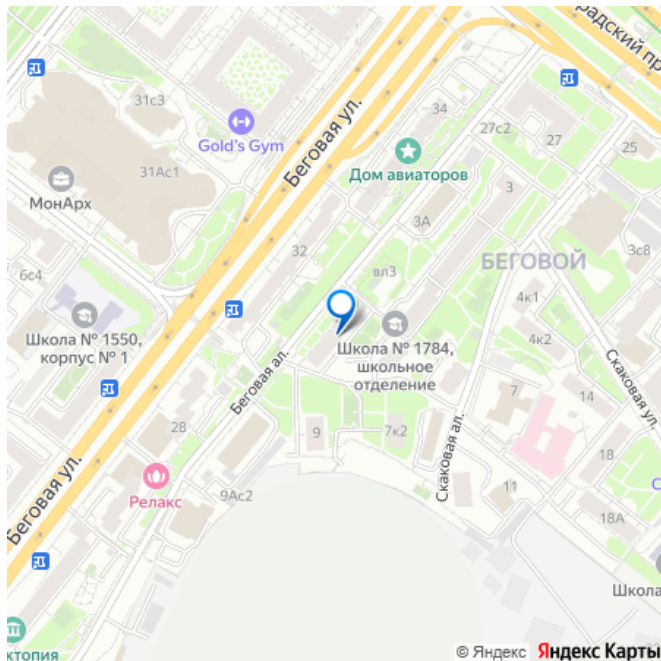 градский пр
31с3
34
Беговая ул.
27с2
27
Gold's Gym
25
31Ас1
Дом авиаторов
3
МонАрх
3А
32
3с8
БЕГОВОЙ
6с4
вл3
4к1
Школа № 1550,
корпус № 1
4к2
Школа № 1784,
школьное
отделение
Скаковая ул.
Беговая ал.
7
14
28
9
7к2
Скаковая ал.
18
Беговая ул.
Релакс
9Ас2
11
С
18А
Школа
ктопия
© Яндекс Яндекс Карты